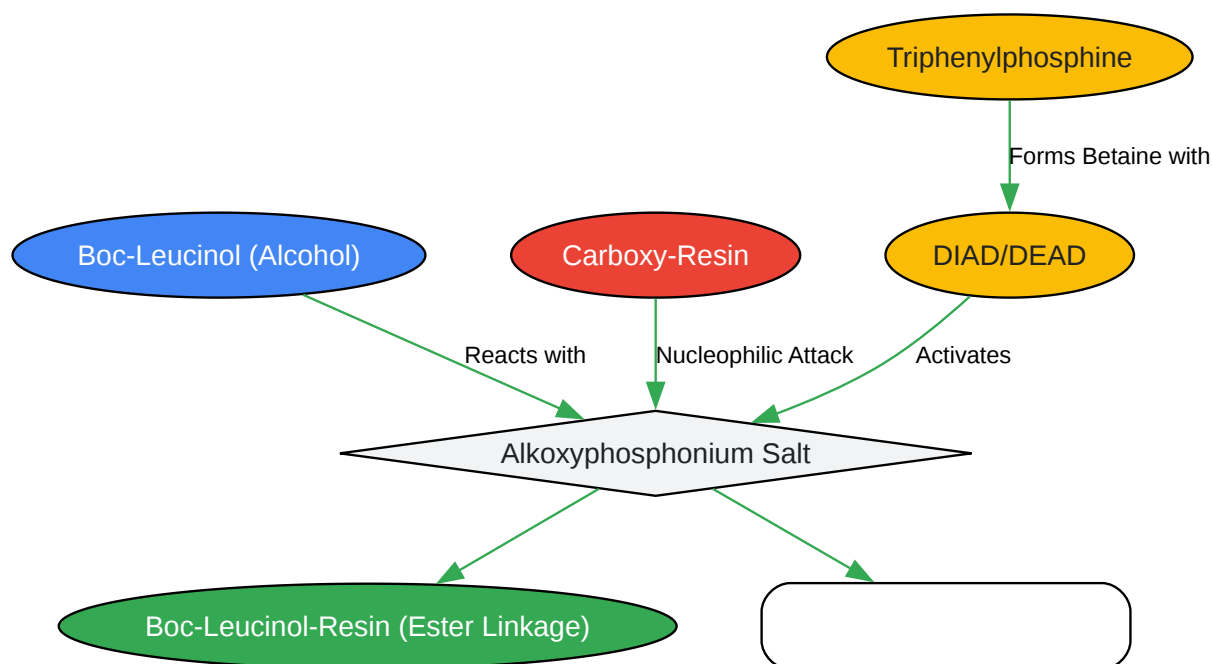 Triphenylphosphine
Forms Betaine with
Boc-Leucinol (Alcohol)
Carboxy-Resin
DIAD/DEAD
Reacts with
Nucleophilic Attack
Activates
Alkoxyphosphonium Salt
Boc-Leucinol-Resin (Ester Linkage)